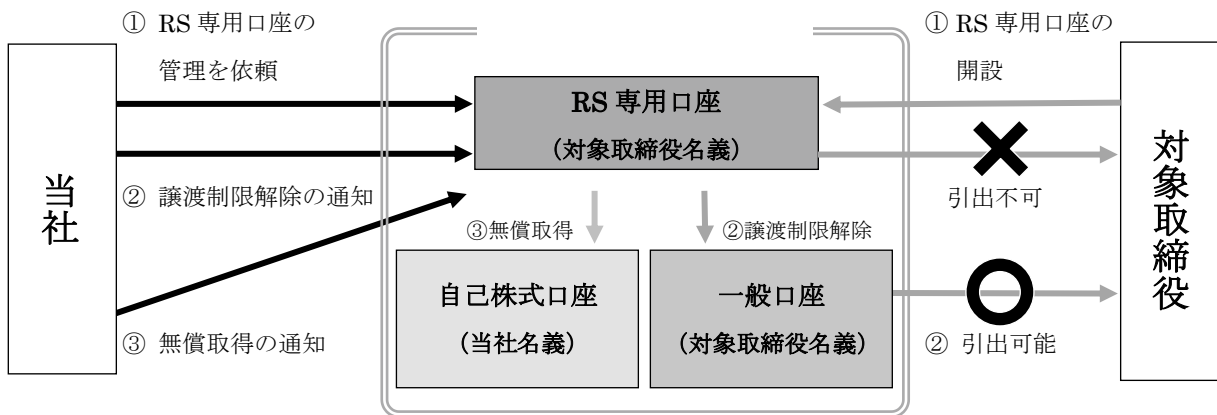 ① RS 専用口座の
管理を依頼
① RS 専用口座の
開設
RS 専用口座
（対象取締役名義）
当社
対象取締役
② 譲渡制限解除の通知
引出不可
③無償取得
②譲渡制限解除
自己株式口座
（当社名義）
一般口座
（対象取締役名義）
③ 無償取得の通知
② 引出可能